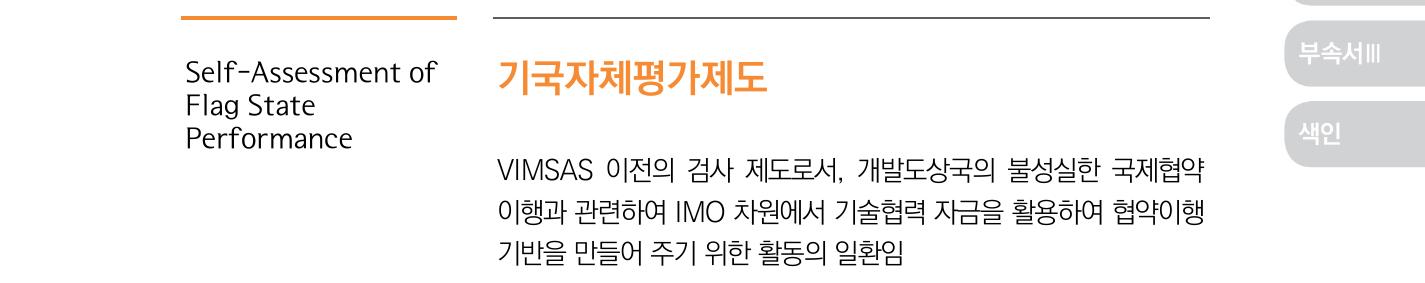 Self-Assessment of
Flag State
Performance
기국자체평가제도
VIMSAS 이전의 검사 제도로서, 개발도상국의 불성실한 국제협약
이행과 관련하여 IMO 차원에서 기술협력 자금을 활용하여 협약이행
기반을 만들어 주기 위한 활동의 일환임
부속서Ⅲ
색인